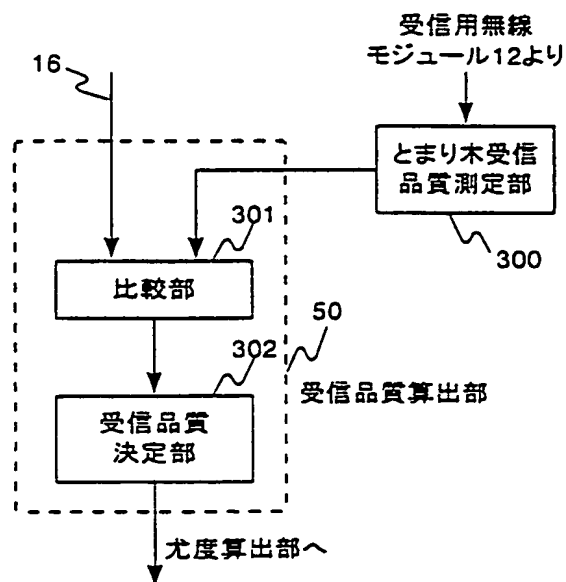 受信用無線
モジュール12より
16
とまり木受信
品質測定部
300
301
比較部
50
302
受信品質算出部
受信品質
決定部
尤度算出部へ